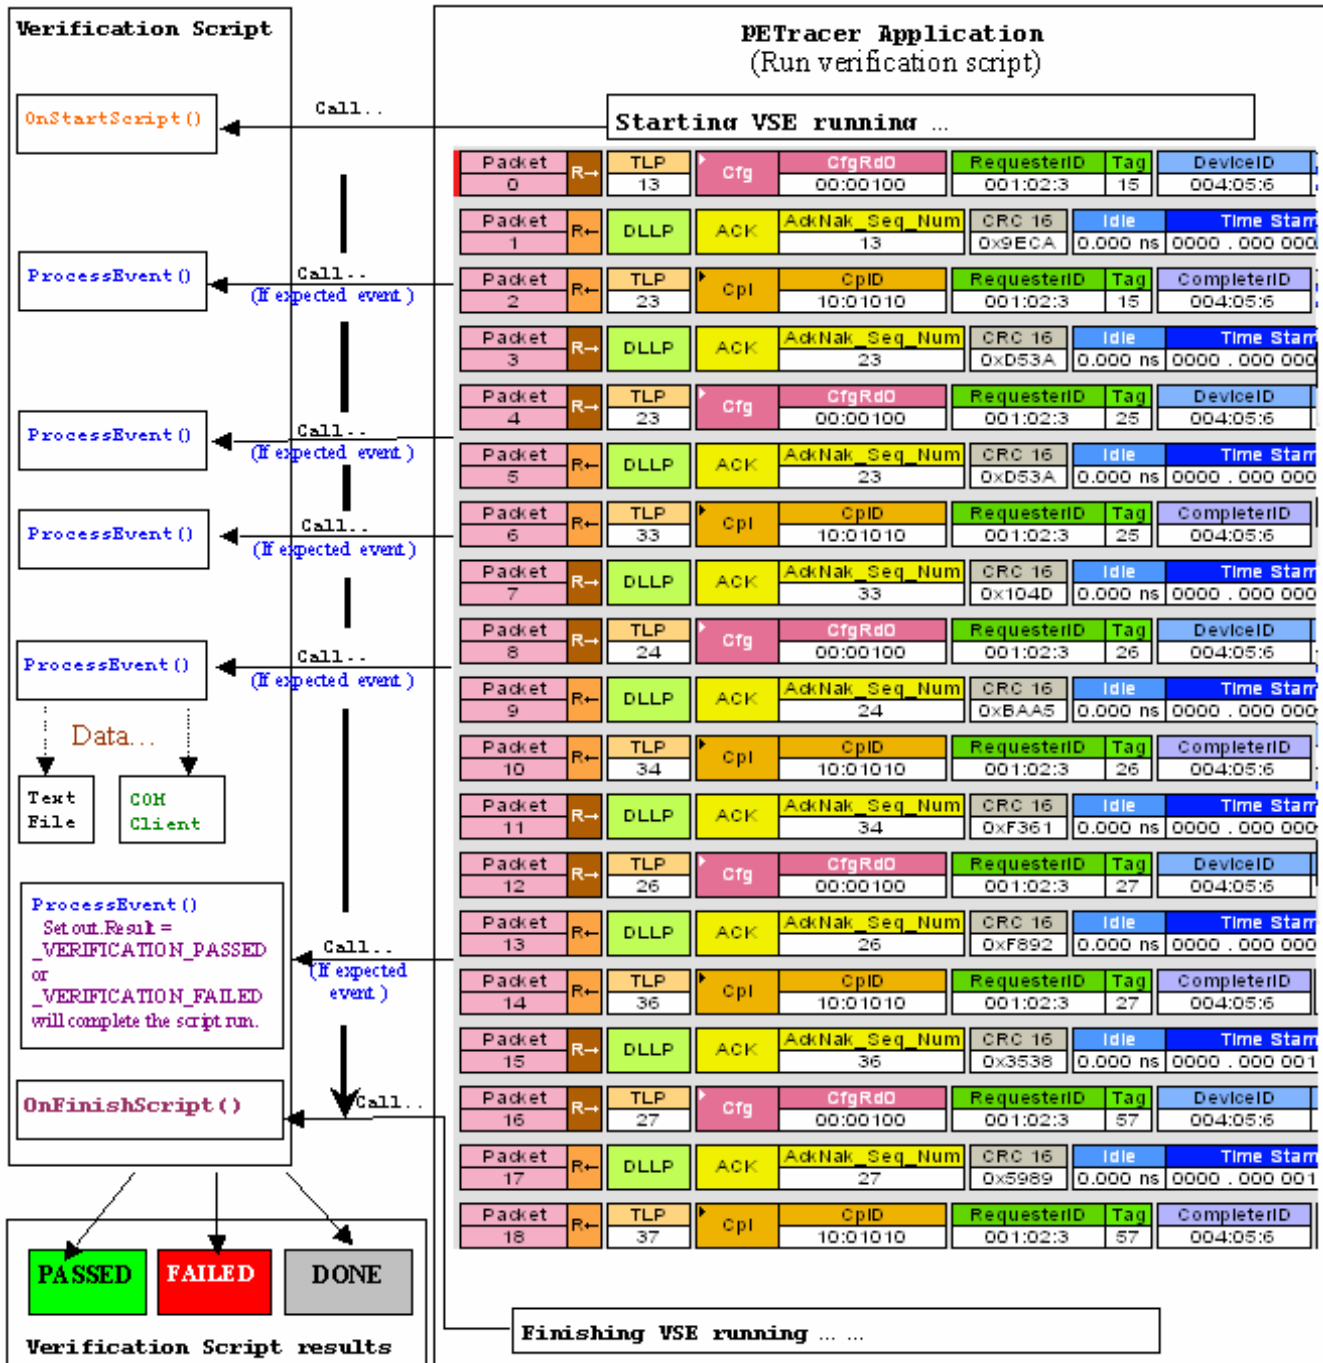 Verification Script
OnStartScript()
ProcessEvent()
ProcessEvent()
ProcessEvent()
ProcessEvent()
Data...
Text
File
COM
Client
ProcessEvent()
Set out.Result =
_VERIFICATION_PASSED
or
_VERIFICATION_FAILED
will complete the script run.
OnFinishScript()
PASSED
FAILED
DONE
Verification Script results
Call..
Call..
(If expected event)
Call..
(If expected event)
Call..
(If expected event)
Call..
(If expected event)
Call..
(If expected
event)
Call..
PETracer Application
(Run verification script)
Starting VSE running ...
Packet R→ TLP Cfg CfgRd0 RequesterID Tag DeviceID
0 13 00:00100 001:02:3 15 004:05:6
Packet R← DLLP ACK AckNak_Seq_Num CRC 16 Idle Time Stam
1 13 0x9ECA 0.000 ns 0000 . 000 000
Packet R← TLP Cpl CplD RequesterID Tag CompleterID
2 23 10:01010 001:02:3 15 004:05:6
Packet R→ DLLP ACK AckNak_Seq_Num CRC 16 Idle Time Stam
3 23 0xD53A 0.000 ns 0000 . 000 000
Packet R→ TLP Cfg CfgRd0 RequesterID Tag DeviceID
4 23 00:00100 001:02:3 25 004:05:6
Packet R← DLLP ACK AckNak_Seq_Num CRC 16 Idle Time Stam
5 23 0xD53A 0.000 ns 0000 . 000 000
Packet R← TLP Cpl CplD RequesterID Tag CompleterID
6 33 10:01010 001:02:3 25 004:05:6
Packet R→ DLLP ACK AckNak_Seq_Num CRC 16 Idle Time Stam
7 33 0x104D 0.000 ns 0000 . 000 000
Packet R→ TLP Cfg CfgRd0 RequesterID Tag DeviceID
8 24 00:00100 001:02:3 26 004:05:6
Packet R← DLLP ACK AckNak_Seq_Num CRC 16 Idle Time Stam
9 24 0xBAA5 0.000 ns 0000 . 000 000
Packet R← TLP Cpl CplD RequesterID Tag CompleterID
10 34 10:01010 001:02:3 26 004:05:6
Packet R→ DLLP ACK AckNak_Seq_Num CRC 16 Idle Time Stam
11 34 0xF361 0.000 ns 0000 . 000 000
Packet R→ TLP Cfg CfgRd0 RequesterID Tag DeviceID
12 26 00:00100 001:02:3 27 004:05:6
Packet R← DLLP ACK AckNak_Seq_Num CRC 16 Idle Time Stam
13 26 0xF892 0.000 ns 0000 . 000 000
Packet R← TLP Cpl CplD RequesterID Tag CompleterID
14 36 10:01010 001:02:3 27 004:05:6
Packet R→ DLLP ACK AckNak_Seq_Num CRC 16 Idle Time Stam
15 36 0x3538 0.000 ns 0000 . 000 001
Packet R→ TLP Cfg CfgRd0 RequesterID Tag DeviceID
16 27 00:00100 001:02:3 57 004:05:6
Packet R← DLLP ACK AckNak_Seq_Num CRC 16 Idle Time Stam
17 27 0x5989 0.000 ns 0000 . 000 001
Packet R← TLP Cpl CplD RequesterID Tag CompleterID
18 37 10:01010 001:02:3 57 004:05:6
Finishing VSE running ... ...